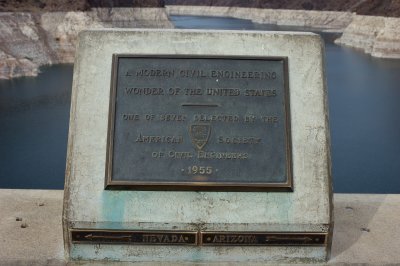 A MODERN CIVIL ENGINEERING
WONDER OF THE UNITED STATES
ONE OF SEVEN SELECTED BY THE
AMERICAN SOCIETY
OF CIVIL ENGINEERS
· 1955 ·
NEVADA ARIZONA